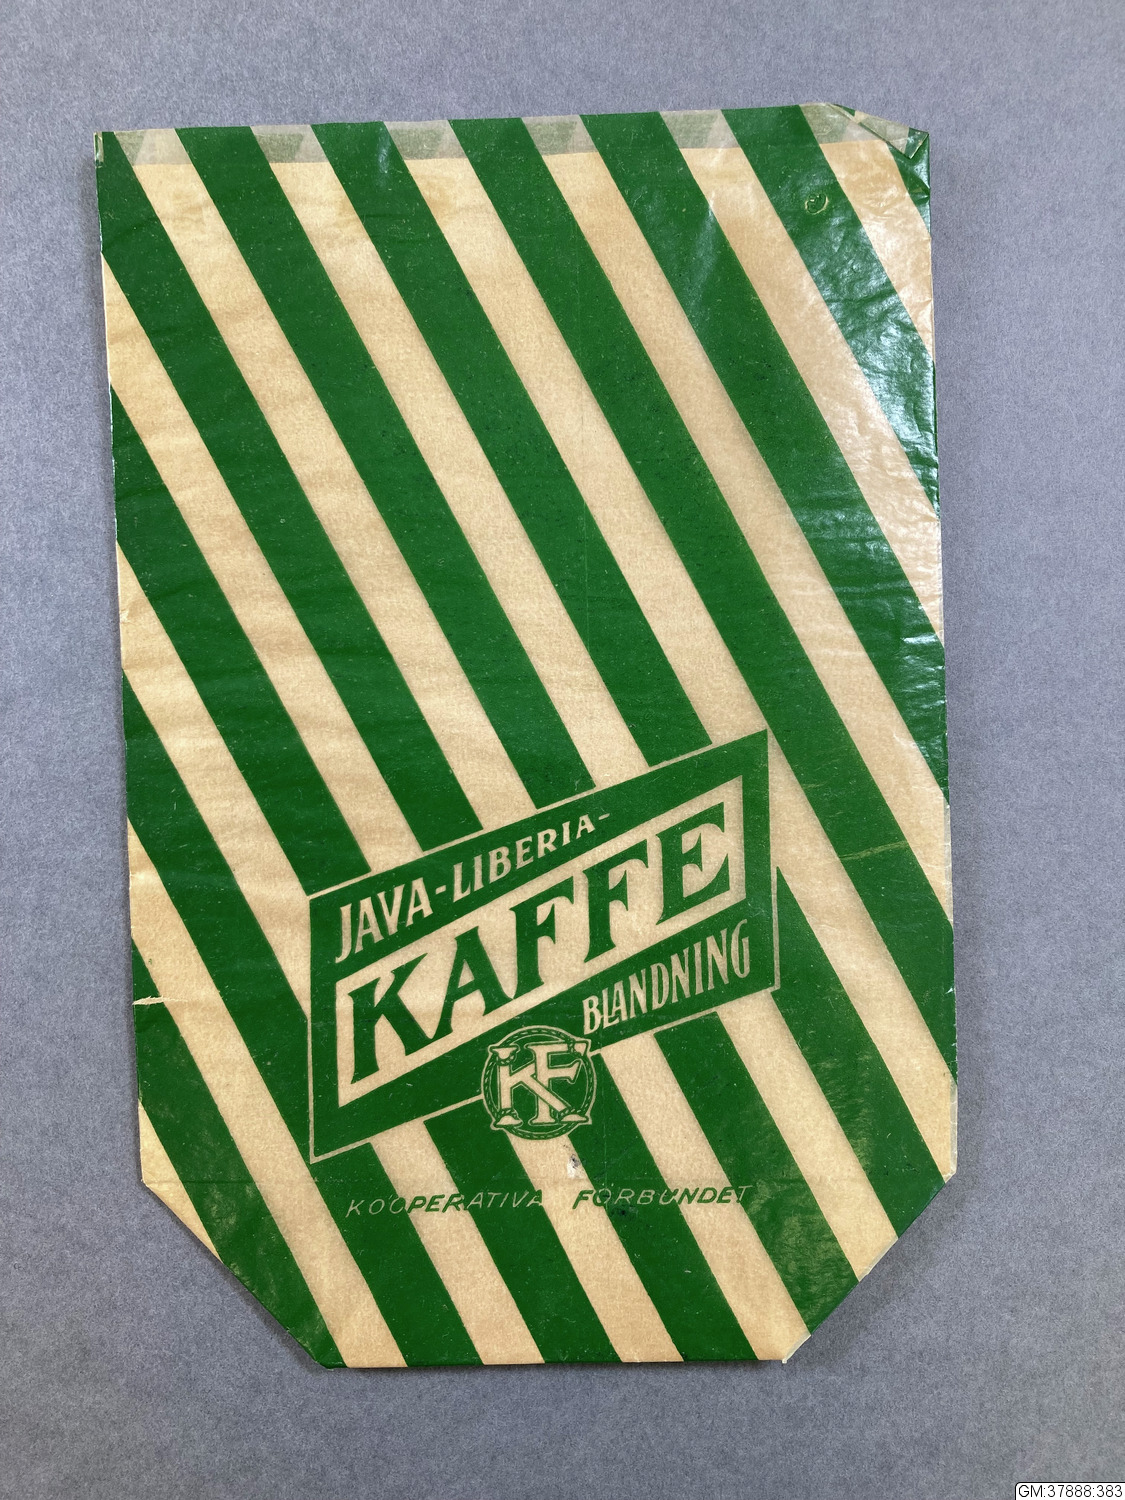 JAVA-LIBERIA-
KAFFE
BLANDNING
KF
KOOPERATIVA FÖRBUNDET
GM:37888:383